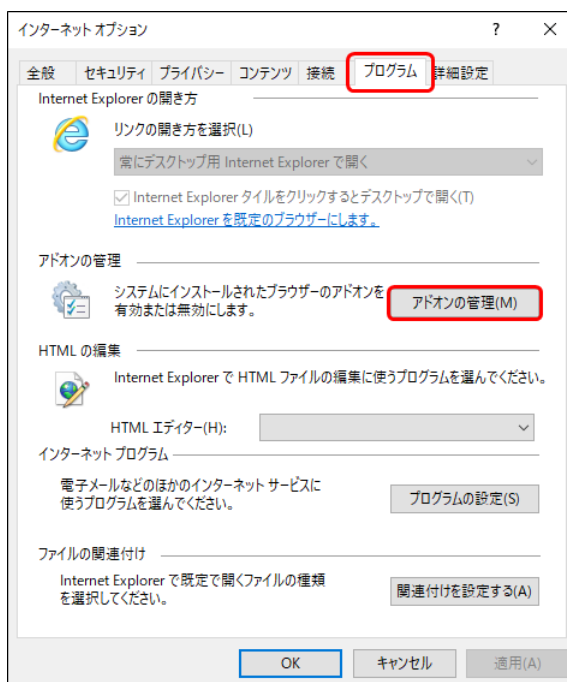 インターネット オプション
?
×
全般 セキュリティ プライバシー コンテンツ 接続 プログラム 詳細設定
Internet Explorer の開き方
リンクの開き方を選択(L)
常にデスクトップ用 Internet Explorer で開く
Internet Explorer タイルをクリックするとデスクトップで開く(T)
Internet Explorer を既定のブラウザーにします。
アドオンの管理
システムにインストールされたブラウザーのアドオンを
有効または無効にします。
アドオンの管理(M)
HTML の編集
Internet Explorer で HTML ファイルの編集に使うプログラムを選んでください。
HTML エディター(H):
インターネット プログラム
電子メールなどのほかのインターネット サービスに
使うプログラムを選んでください。
プログラムの設定(S)
ファイルの関連付け
Internet Explorer で既定で開くファイルの種類
を選択してください。
関連付けを設定する(A)
OK
キャンセル
適用(A)